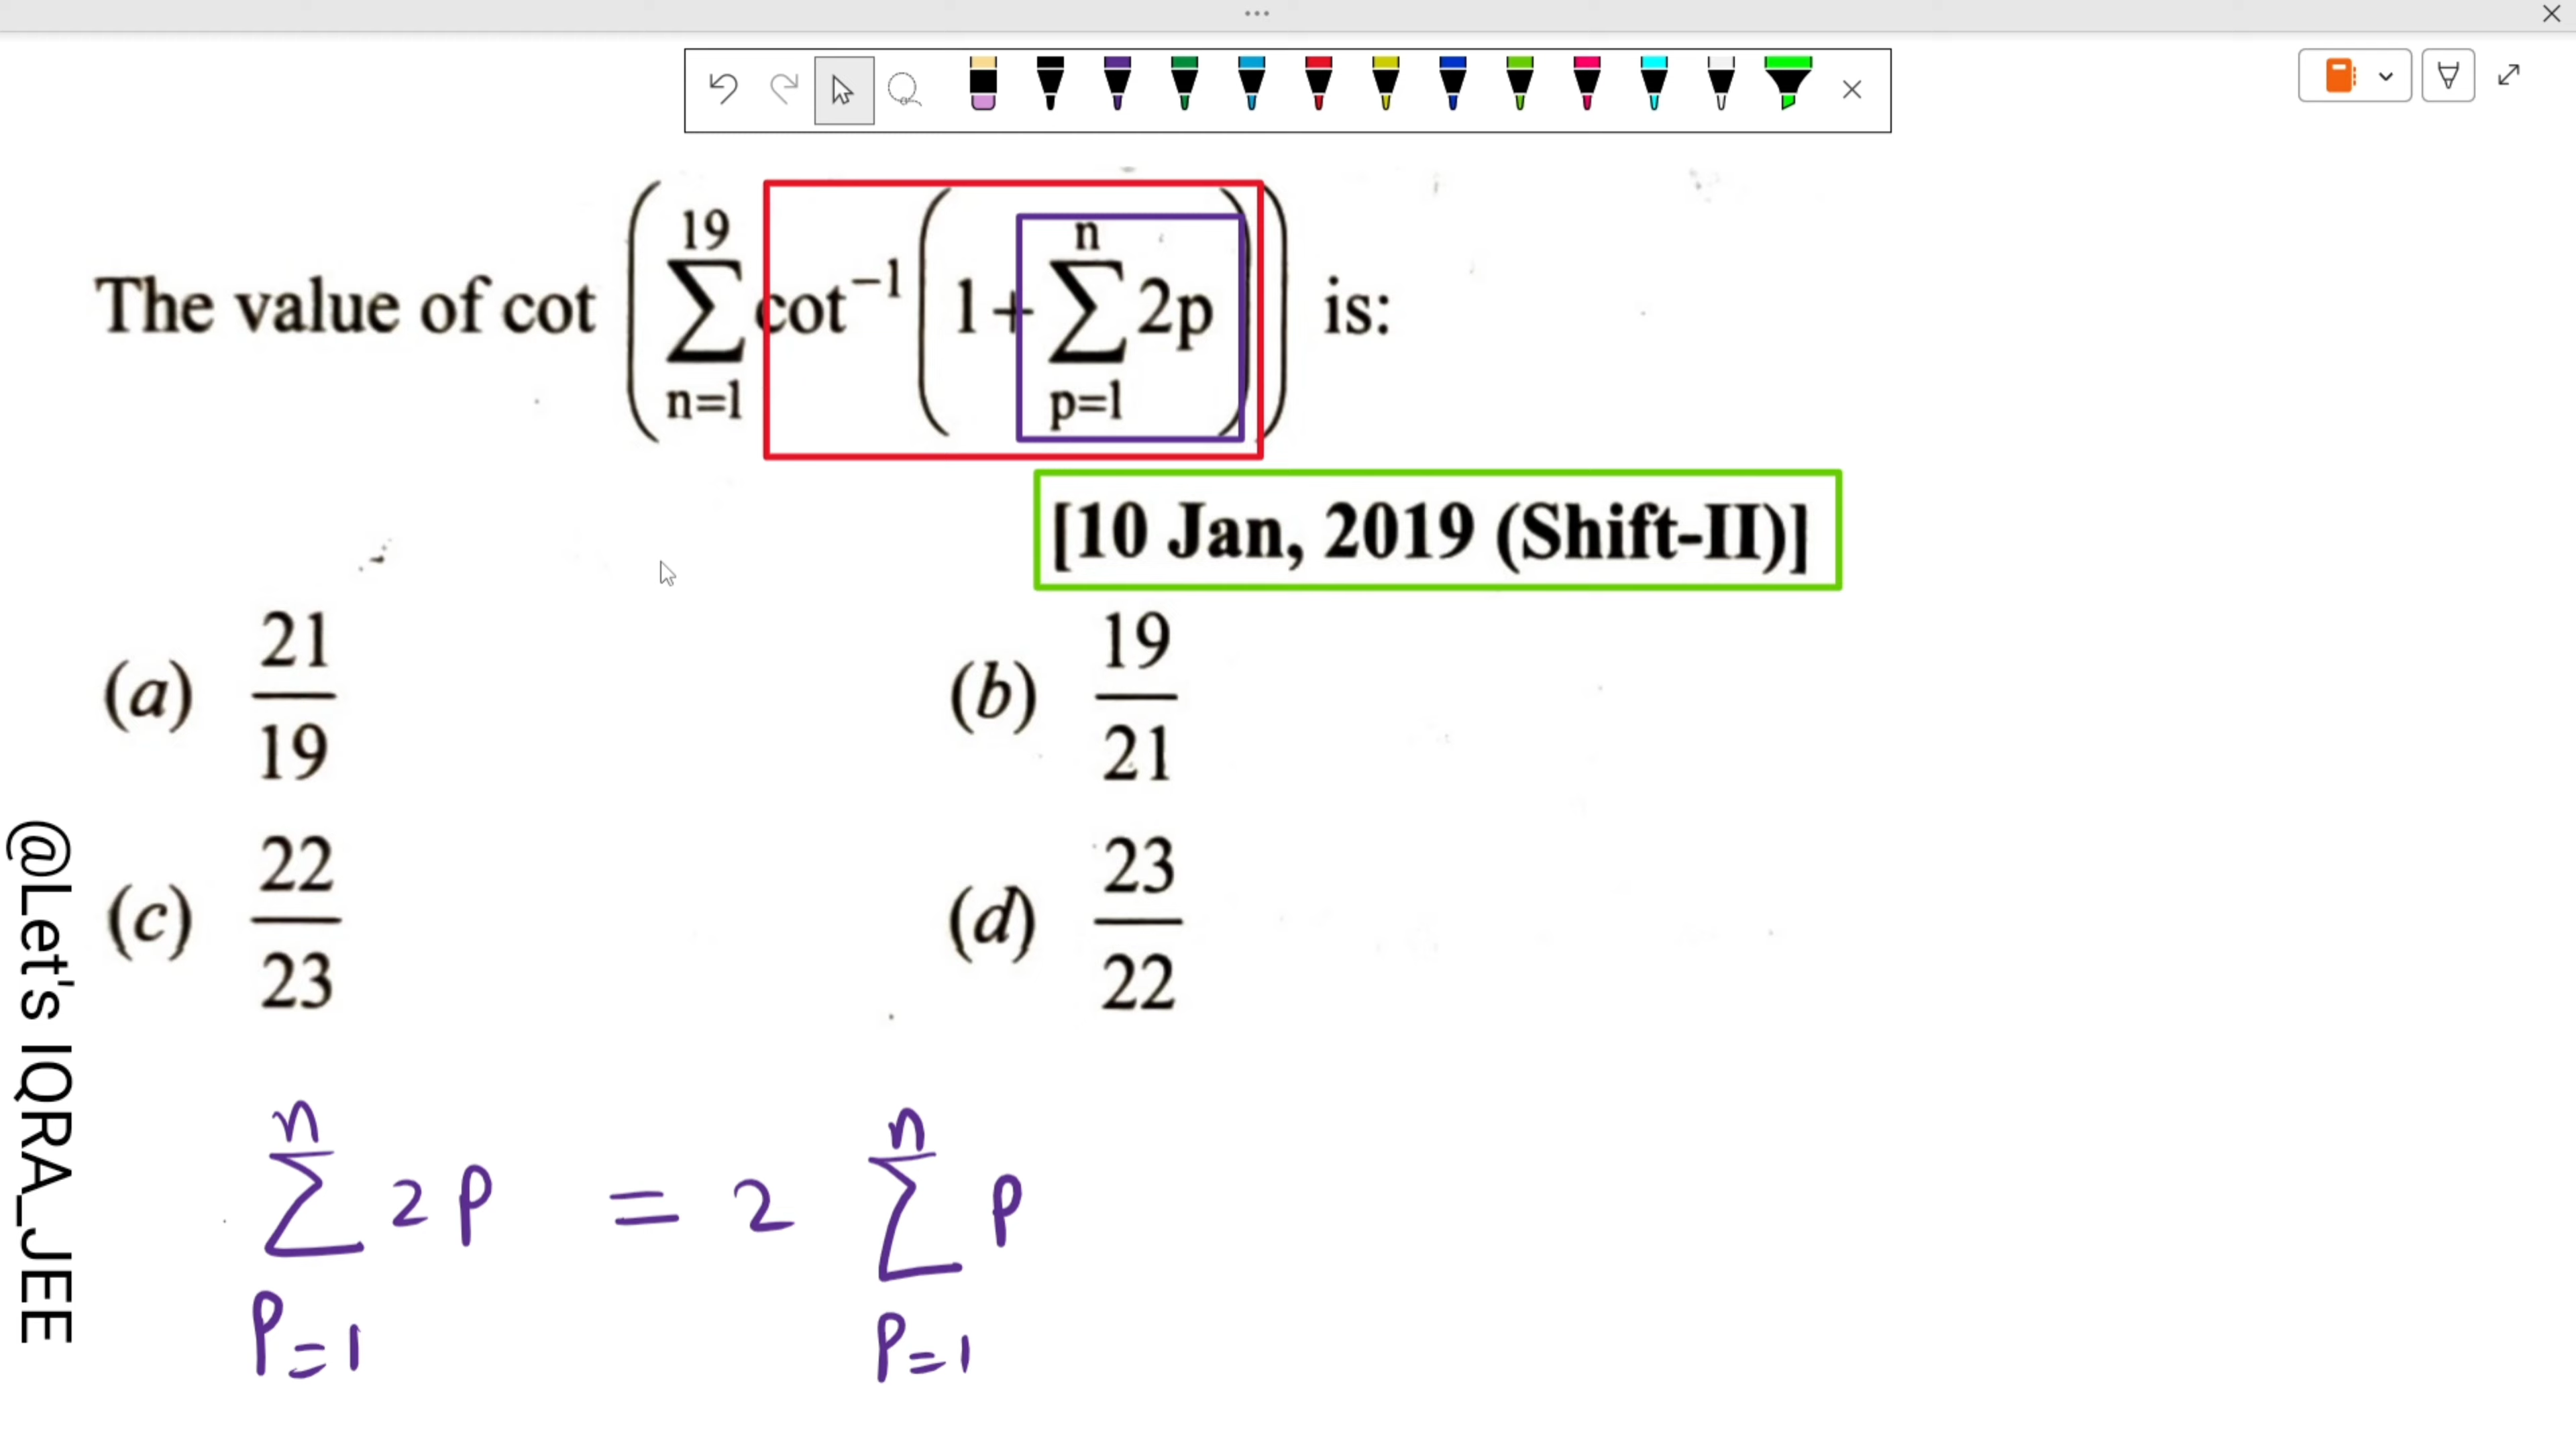 The value of cot (∑_{n=1}^{19} cot⁻¹ (1+∑_{p=1}^{n} 2p)) is:
[10 Jan, 2019 (Shift-II)]
(a) 21/19
(b) 19/21
(c) 22/23
(d) 23/22
@Let's IQRA_JEE
∑_{P=1}^{n} 2P = 2 ∑_{P=1}^{n} P